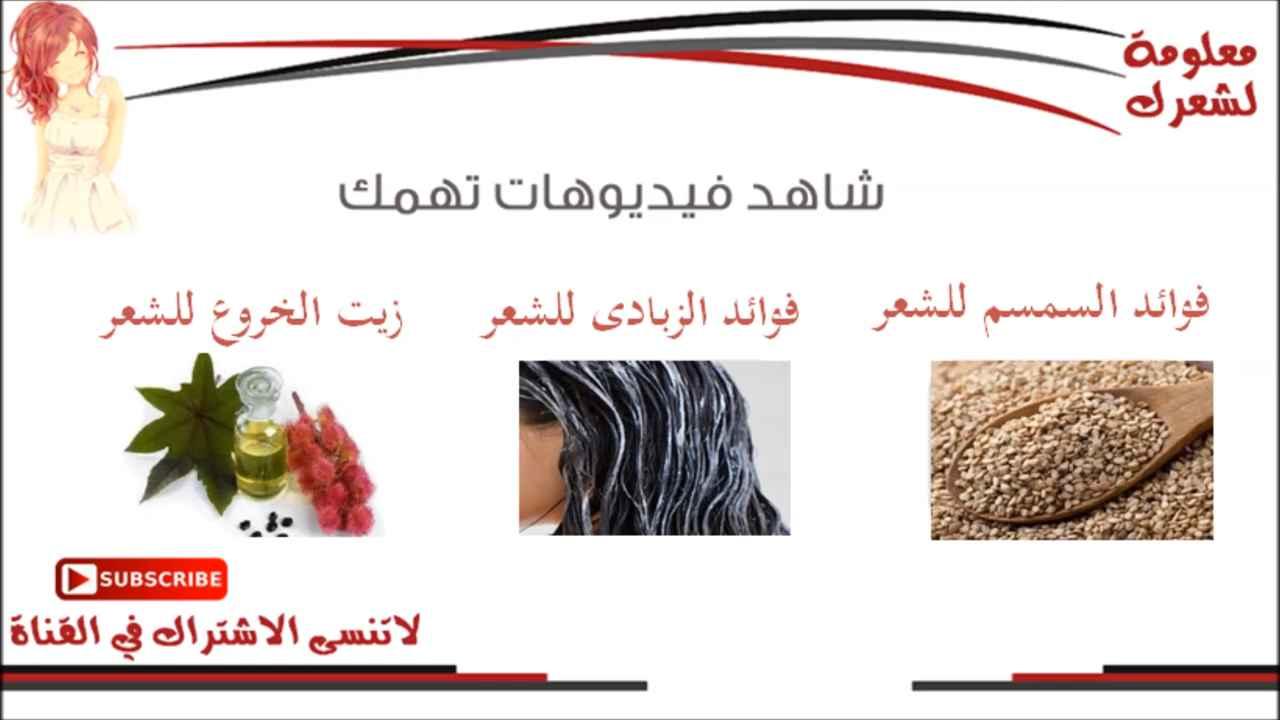 معلومة
لشعرك
شاهد فيديوهات تهمك
فوائد السمسم للشعر
فوائد الزبادى للشعر
زيت الخروع للشعر
SUBSCRIBE
لاتنسى الاشتراك في القناة